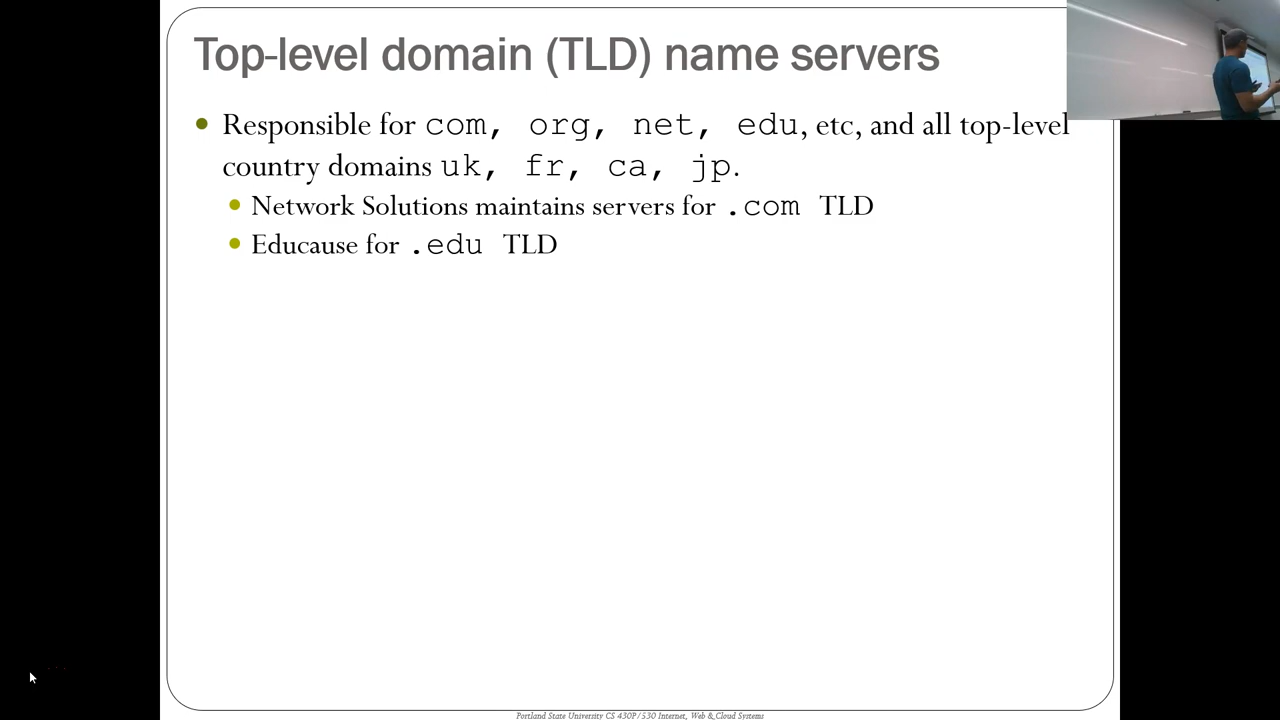 Top-level domain (TLD) name servers
• Responsible for com, org, net, edu, etc, and all top-level
country domains uk, fr, ca, jp.
• Network Solutions maintains servers for .com TLD
• Educause for .edu TLD
Portland State University CS 430P/530 Internet, Web & Cloud Systems